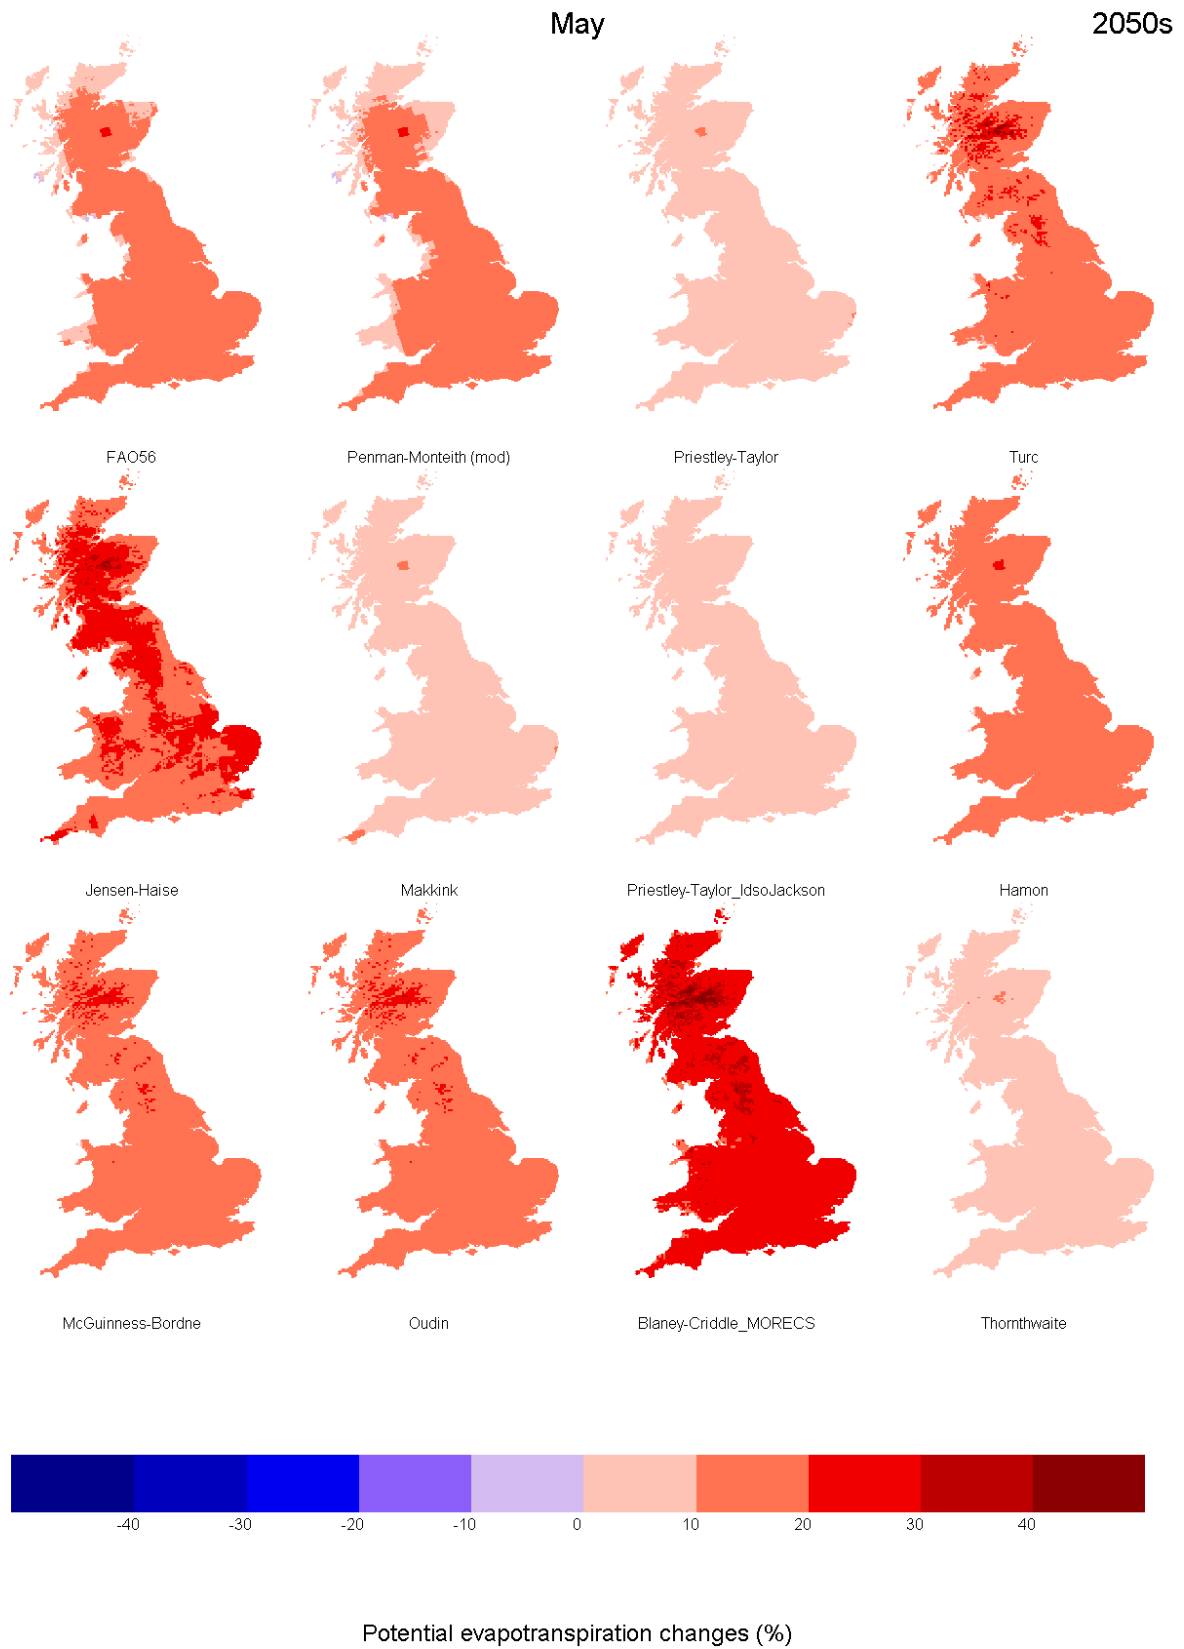 May 2050s
FAO56 Penman-Monteith (mod) Priestley-Taylor Turc
Jensen-Haise Makkink Priestley-Taylor_IdsoJackson Hamon
McGuinness-Bordne Oudin Blaney-Criddle_MORECS Thornthwaite
-40 -30 -20 -10 0 10 20 30 40
Potential evapotranspiration changes (%)